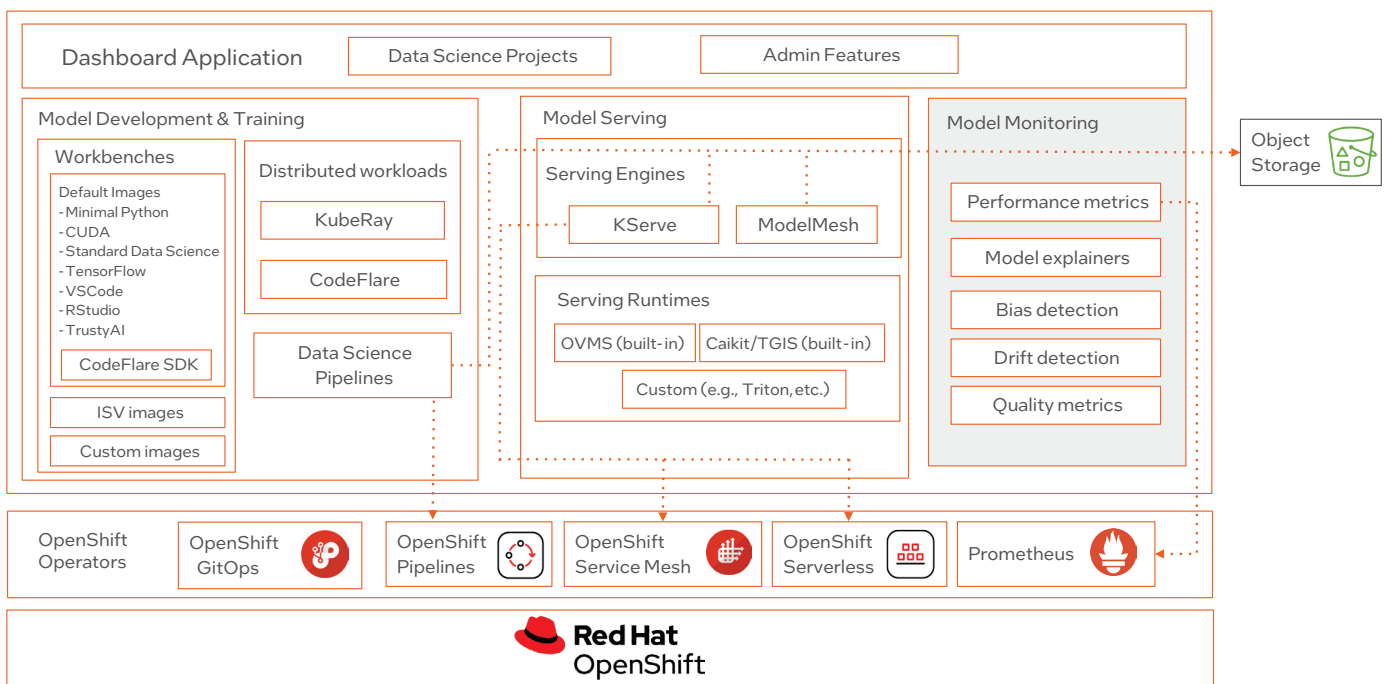 Dashboard Application
Data Science Projects
Admin Features
Model Development & Training
Workbenches
Default Images
-Minimal Python
-CUDA
-Standard Data Science
-TensorFlow
-VSCode
-RStudio
-TrustyAI
CodeFlare SDK
ISV images
Custom images
Distributed workloads
KubeRay
CodeFlare
Data Science
Pipelines
Model Serving
Serving Engines
KServe
ModelMesh
Serving Runtimes
OVMS (built-in)
Caikit/TGIS (built-in)
Custom (e.g., Triton,etc.)
Model Monitoring
Performance metrics
Model explainers
Bias detection
Drift detection
Quality metrics
Object
Storage
OpenShift
Operators
OpenShift
GitOps
OpenShift
Pipelines
OpenShift
Service Mesh
OpenShift
Serverless
Prometheus
Red Hat
OpenShift